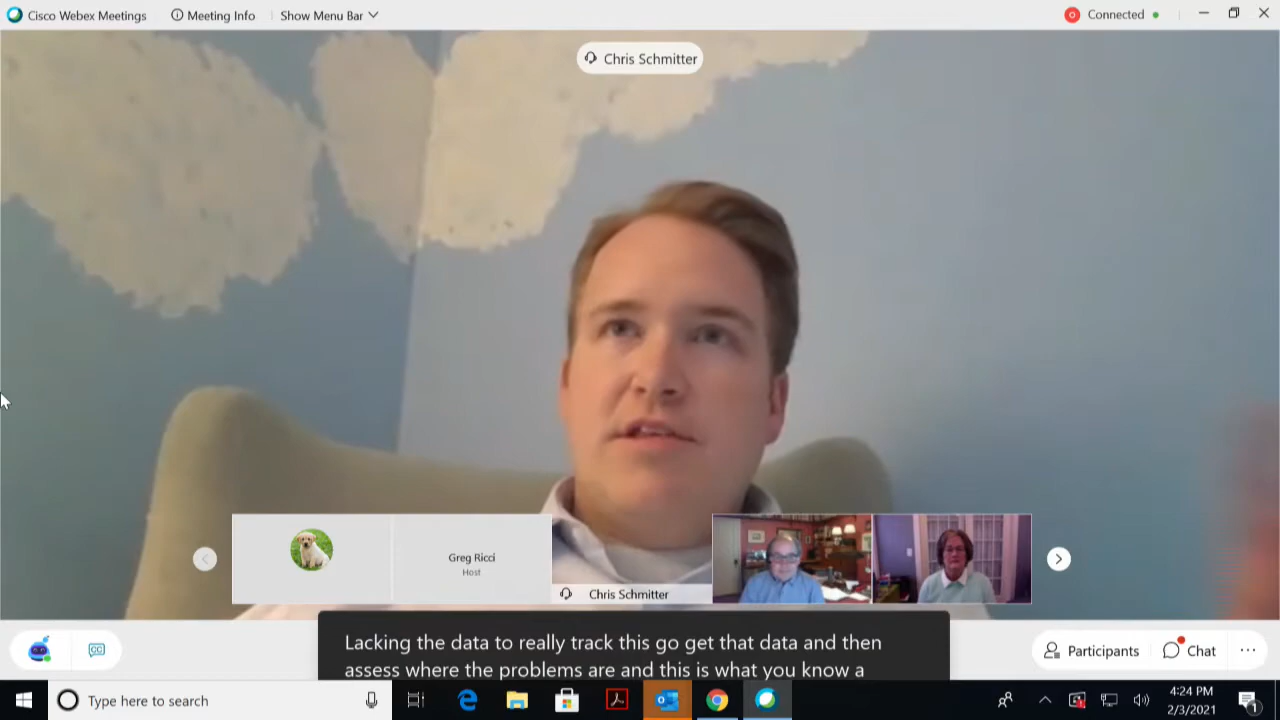 Cisco Webex Meetings
Meeting Info
Show Menu Bar
Connected
Chris Schmitter
Greg Ricci
Host
Chris Schmitter
Lacking the data to really track this go get that data and then
assess where the problems are and this is what you know a
CC
Participants
Chat
Type here to search
4:24 PM
2/3/2021
1